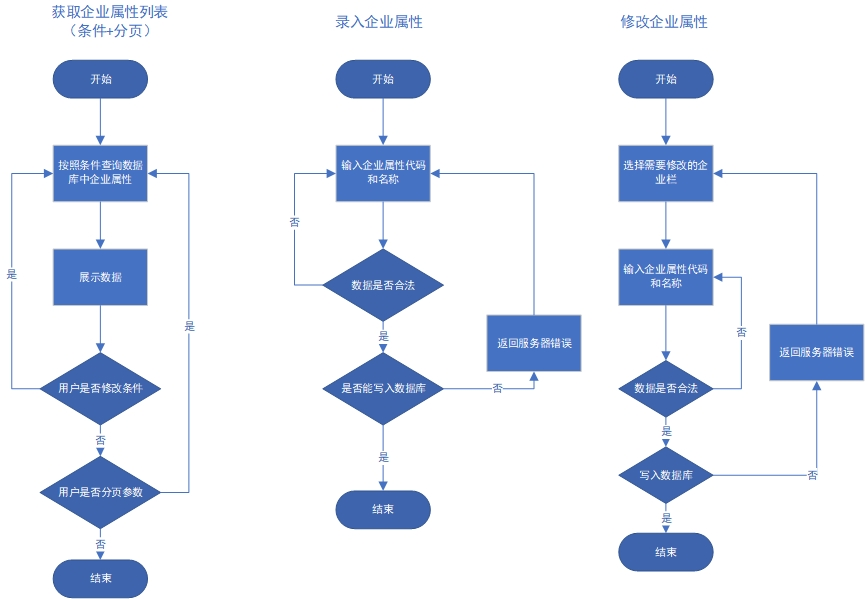 获取企业属性列表
（条件+分页）
开始
按照条件查询数据
库中企业属性
展示数据
是
是
用户是否修改条件
否
用户是否分页参数
否
结束
录入企业属性
开始
输入企业属性代码
和名称
否
数据是否合法
是
返回服务器错误
是否能写入数据库
否
是
结束
修改企业属性
开始
选择需要修改的企
业栏
输入企业属性代码
和名称
否
返回服务器错误
数据是否合法
是
写入数据库
否
是
结束